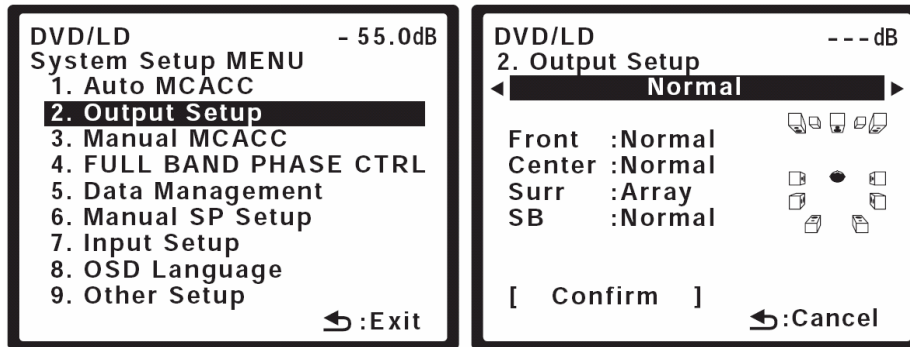 DVD/LD - 55.0dB
System Setup MENU
1. Auto MCACC
2. Output Setup
3. Manual MCACC
4. FULL BAND PHASE CTRL
5. Data Management
6. Manual SP Setup
7. Input Setup
8. OSD Language
9. Other Setup
:Exit
DVD/LD ---dB
2. Output Setup
Normal
Front :Normal
Center :Normal
Surr :Array
SB :Normal
[ Confirm ]
:Cancel